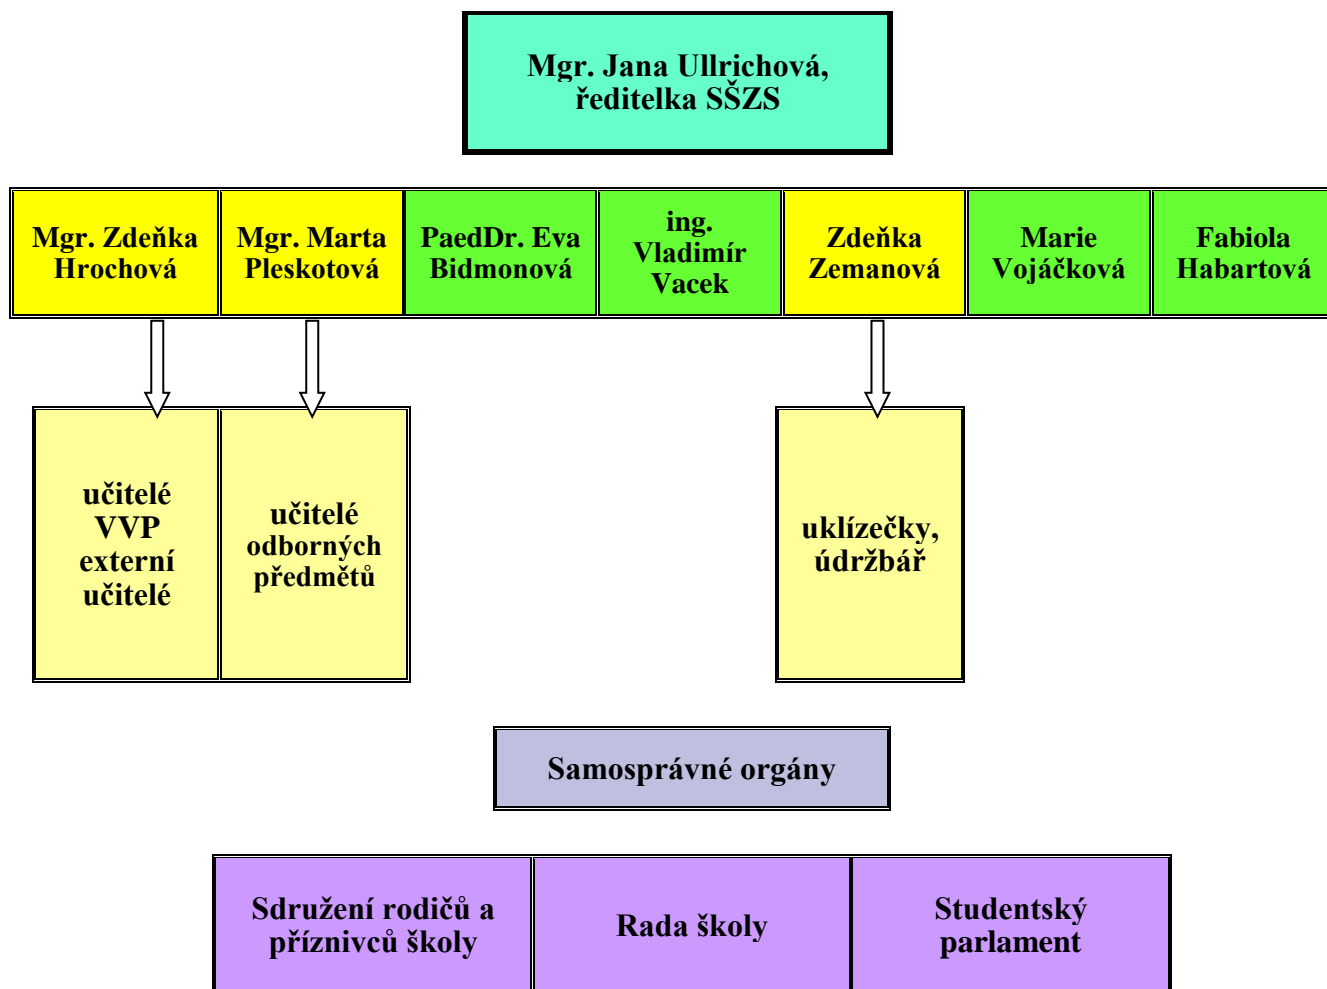 Mgr. Jana Ullrichová,
ředitelka SŠZS
Mgr. Zdeňka
Hrochová
Mgr. Marta
Pleskotová
PaedDr. Eva
Bidmonová
ing.
Vladimír
Vacek
Zdeňka
Zemanová
Marie
Vojáčková
Fabiola
Habartová
učitelé
VVP
externí
učitelé
učitelé
odborných
předmětů
uklízečky,
údržbář
Samosprávné orgány
Sdružení rodičů a
příznivců školy
Rada školy
Studentský
parlament